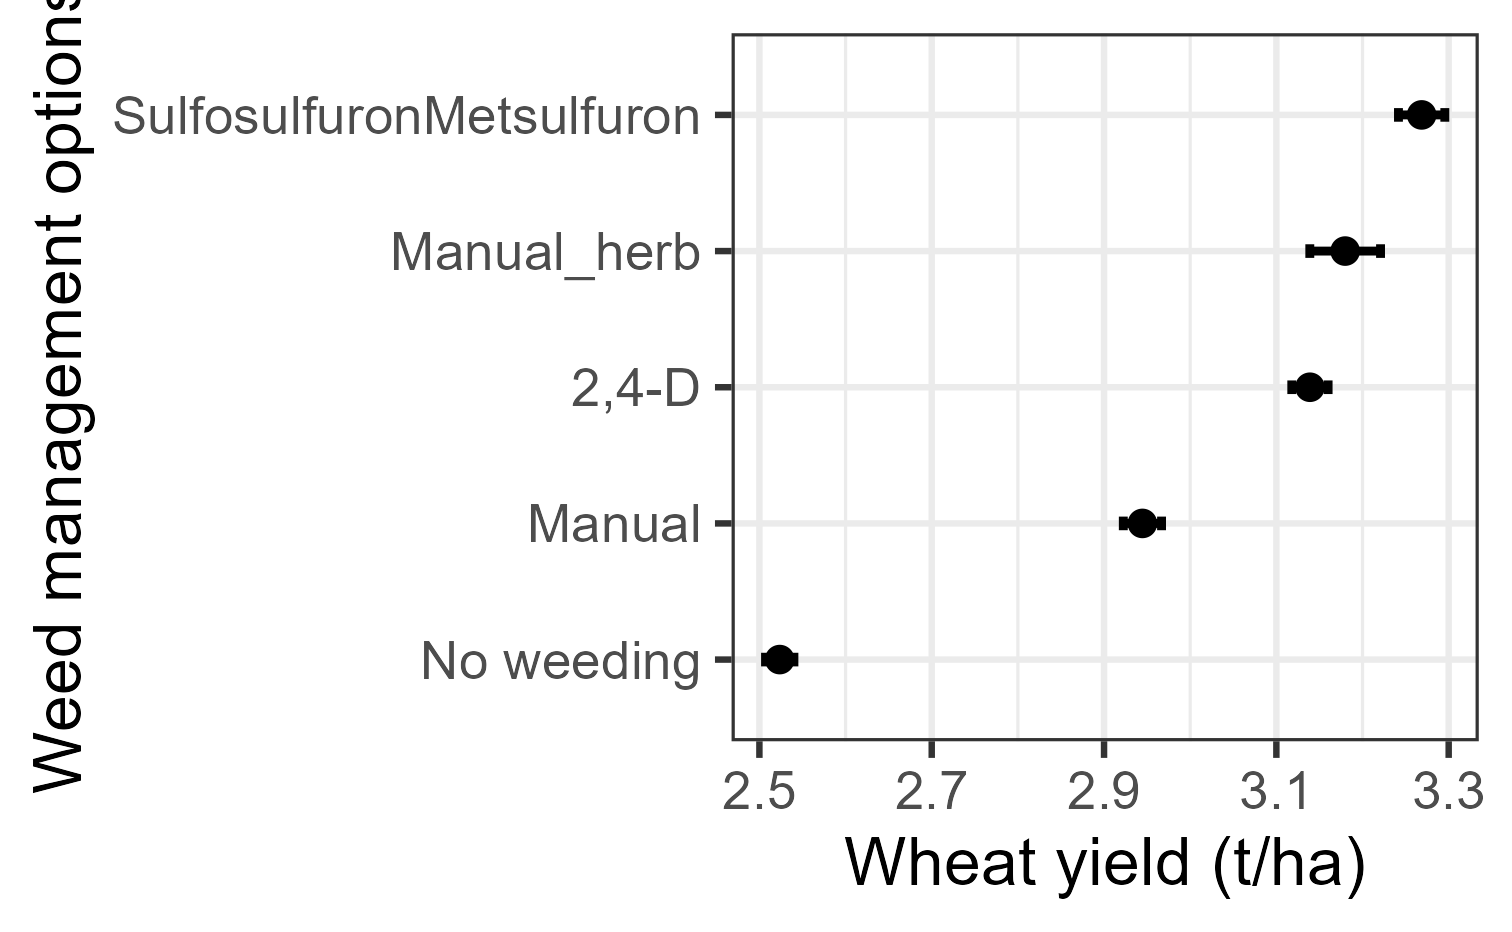 Weed management options
SulfosulfuronMetsulfuron
Manual_herb
2,4-D
Manual
No weeding
2.5 2.7 2.9 3.1 3.3
Wheat yield (t/ha)